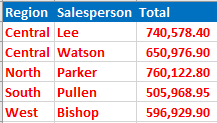 Region Salesperson Total
Central Lee 740,578.40
Central Watson 650,976.90
North Parker 760,122.80
South Pullen 505,968.95
West Bishop 596,929.90